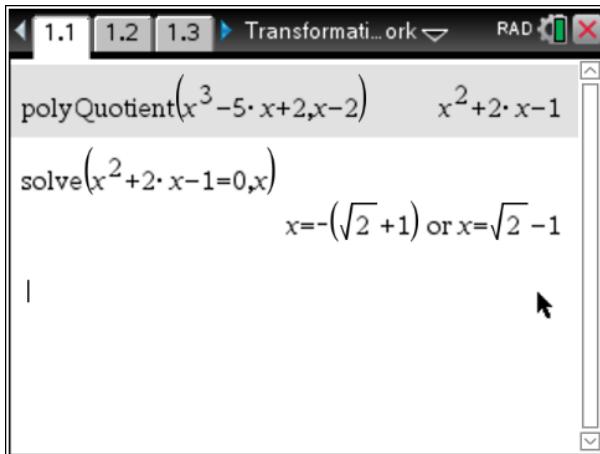 1.1 1.2 1.3 Transformati...ork RAD
polyQuotient(x³−5·x+2,x−2) x²+2·x−1
solve(x²+2·x−1=0,x)
x=-(√2+1) or x=√2−1